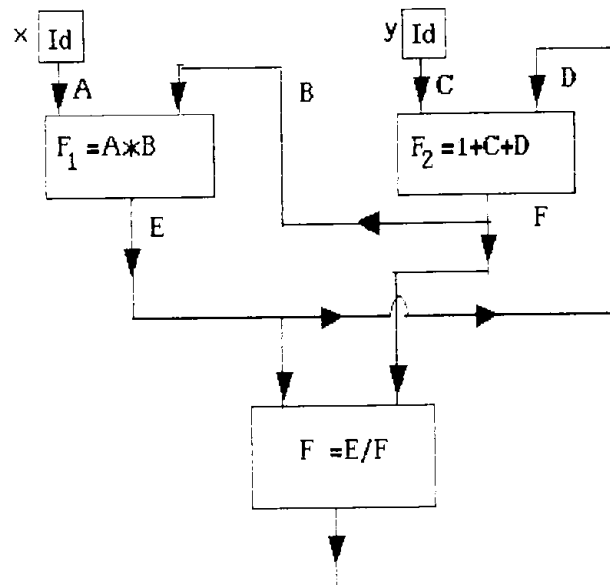 x Id
y Id
A
B
C
D
F₁ =A*B
F₂ =1+C+D
E
F
F =E/F